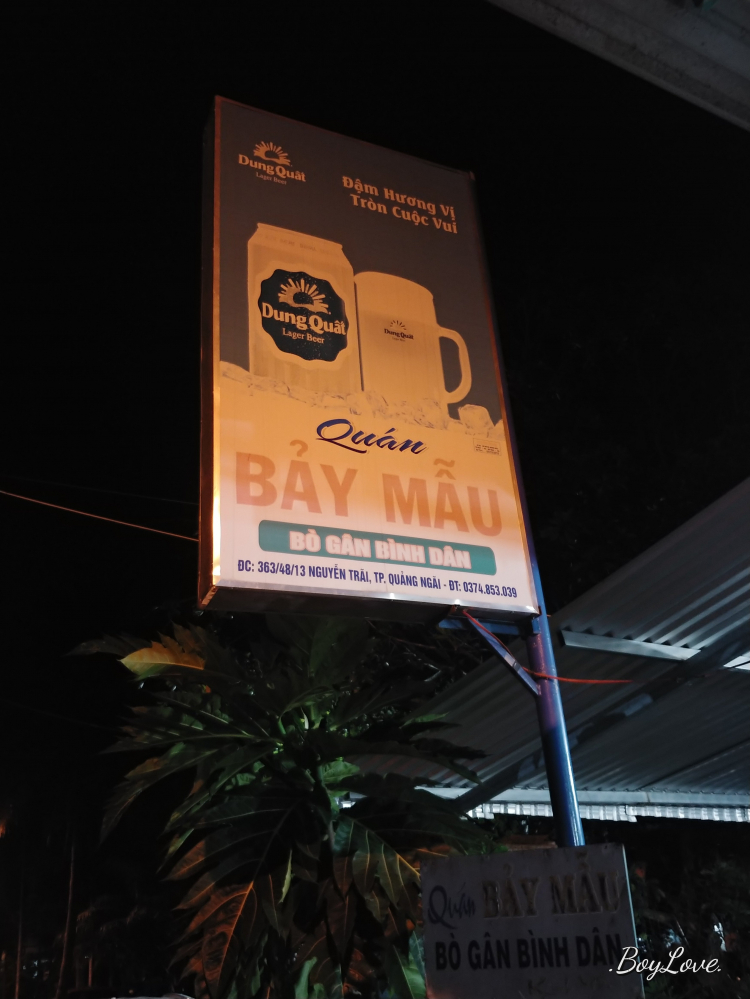 Dung Quất
Lager Beer
Đậm Hương Vị
Tròn Cuộc Vui
Dung Quất
Lager Beer
Dung Quất
Quán
BẢY MẪU
BÒ GÂN BÌNH DÂN
ĐC: 363/48/13 NGUYỄN TRÃI, TP. QUẢNG NGÃI - ĐT: 0374.853.039
Quán BẢY MẪU
BÒ GÂN BÌNH DÂN
.BoyLove.